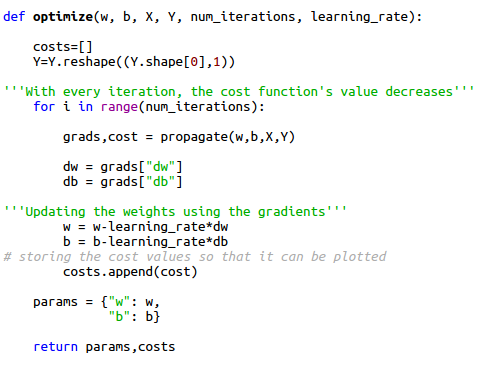 def optimize(w, b, X, Y, num_iterations, learning_rate):
costs=[]
Y=Y.reshape((Y.shape[0],1))
'''With every iteration, the cost function's value decreases'''
for i in range(num_iterations):
grads,cost = propagate(w,b,X,Y)
dw = grads["dw"]
db = grads["db"]
'''Updating the weights using the gradients'''
w = w-learning_rate*dw
b = b-learning_rate*db
# storing the cost values so that it can be plotted
costs.append(cost)
params = {"w": w,
"b": b}
return params,costs